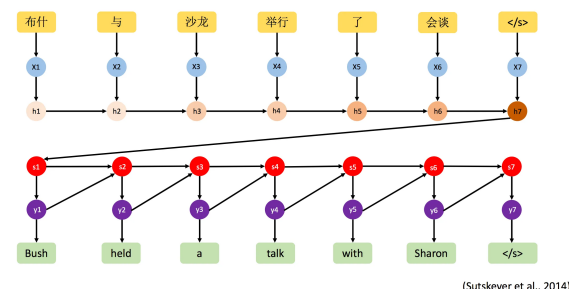 布什 与 沙龙 举行 了 会谈 </s>
X1 X2 X3 X4 X5 X6 X7
h1 h2 h3 h4 h5 h6 h7
s1 s2 s3 s4 s5 s6 s7
y1 y2 y3 y4 y5 y6 y7
Bush held a talk with Sharon </s>
(Sutskever et al., 2014)